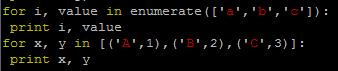 for i, value in enumerate(['a','b','c']):
 print i, value
for x, y in [('A',1),('B',2),('C',3)]:
 print x, y